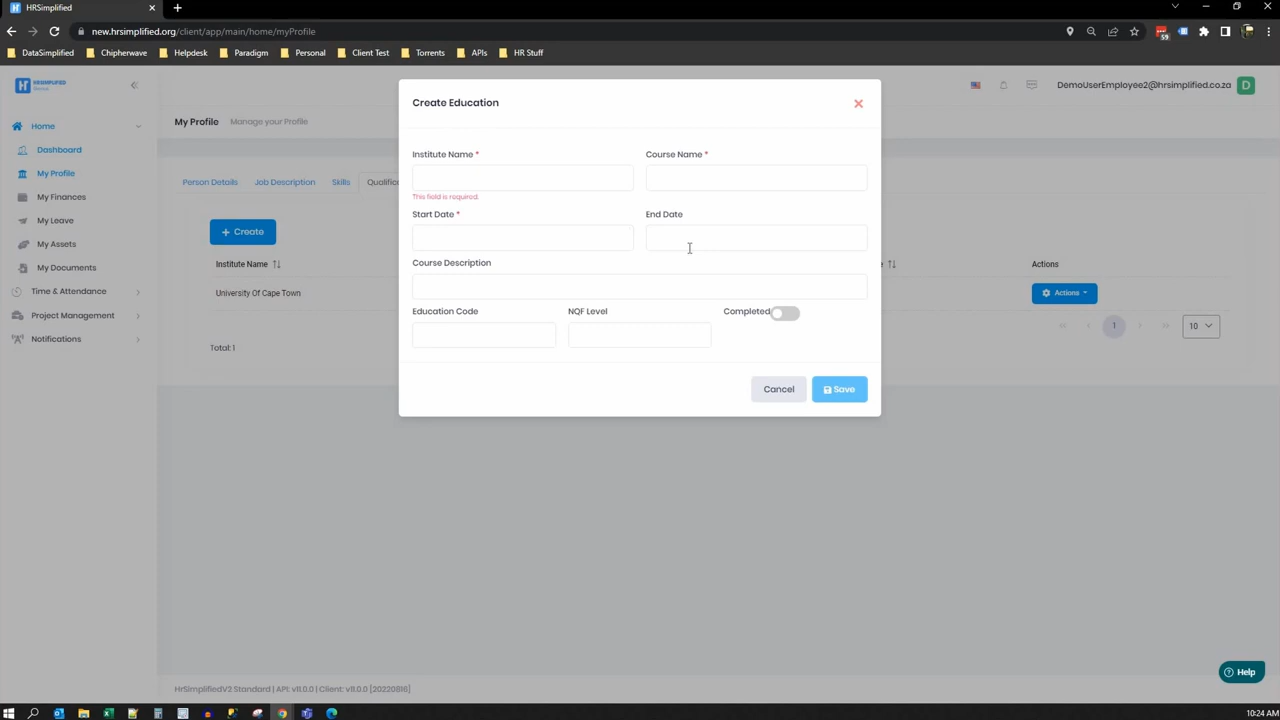 HRSimplified
new.hrsimplified.org/client/app/main/home/myProfile
DataSimplified Chipherwave Helpdesk Paradigm Personal Client Test Torrents APIs HR Stuff
59
HRSIMPLIFIED
DemoUserEmployee2@hrsimplified.co.za D
Home
Dashboard
My Profile
My Finances
My Leave
My Assets
My Documents
Time & Attendance
Project Management
Notifications
My Profile Manage your Profile
Person Details Job Description Skills Qualific
+ Create
Institute Name Actions
University Of Cape Town Actions
1 10
Total: 1
Create Education
Institute Name * Course Name *
This field is required.
Start Date * End Date
Course Description
Education Code NQF Level Completed
Cancel Save
Help
HrSimplifiedV2 Standard | API: v11.0.0 | Client: v11.0.0 [20220816]
10:24 AM